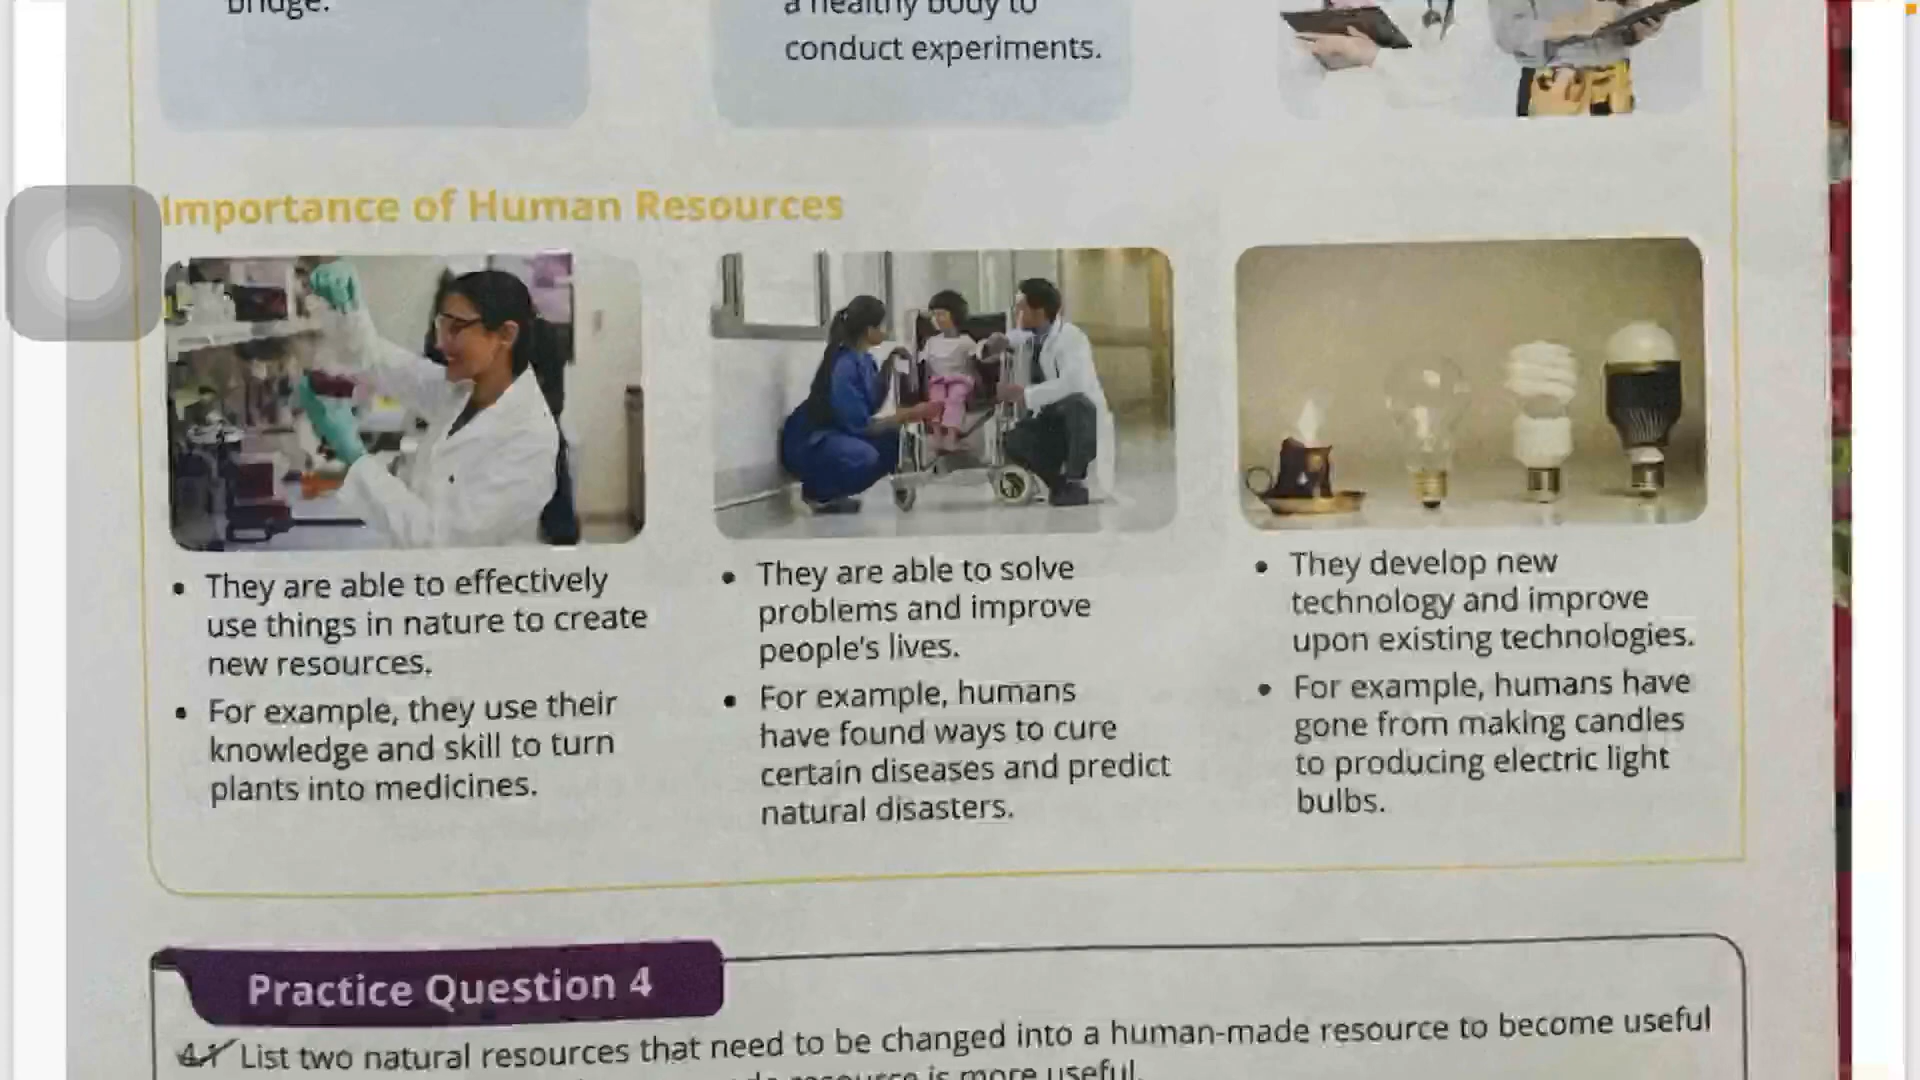 bridge.
a healthy body to
conduct experiments.
Importance of Human Resources
• They are able to effectively
use things in nature to create
new resources.
• For example, they use their
knowledge and skill to turn
plants into medicines.
• They are able to solve
problems and improve
people's lives.
• For example, humans
have found ways to cure
certain diseases and predict
natural disasters.
• They develop new
technology and improve
upon existing technologies.
• For example, humans have
gone from making candles
to producing electric light
bulbs.
Practice Question 4
4.1 List two natural resources that need to be changed into a human-made resource to become useful
resource is more useful.